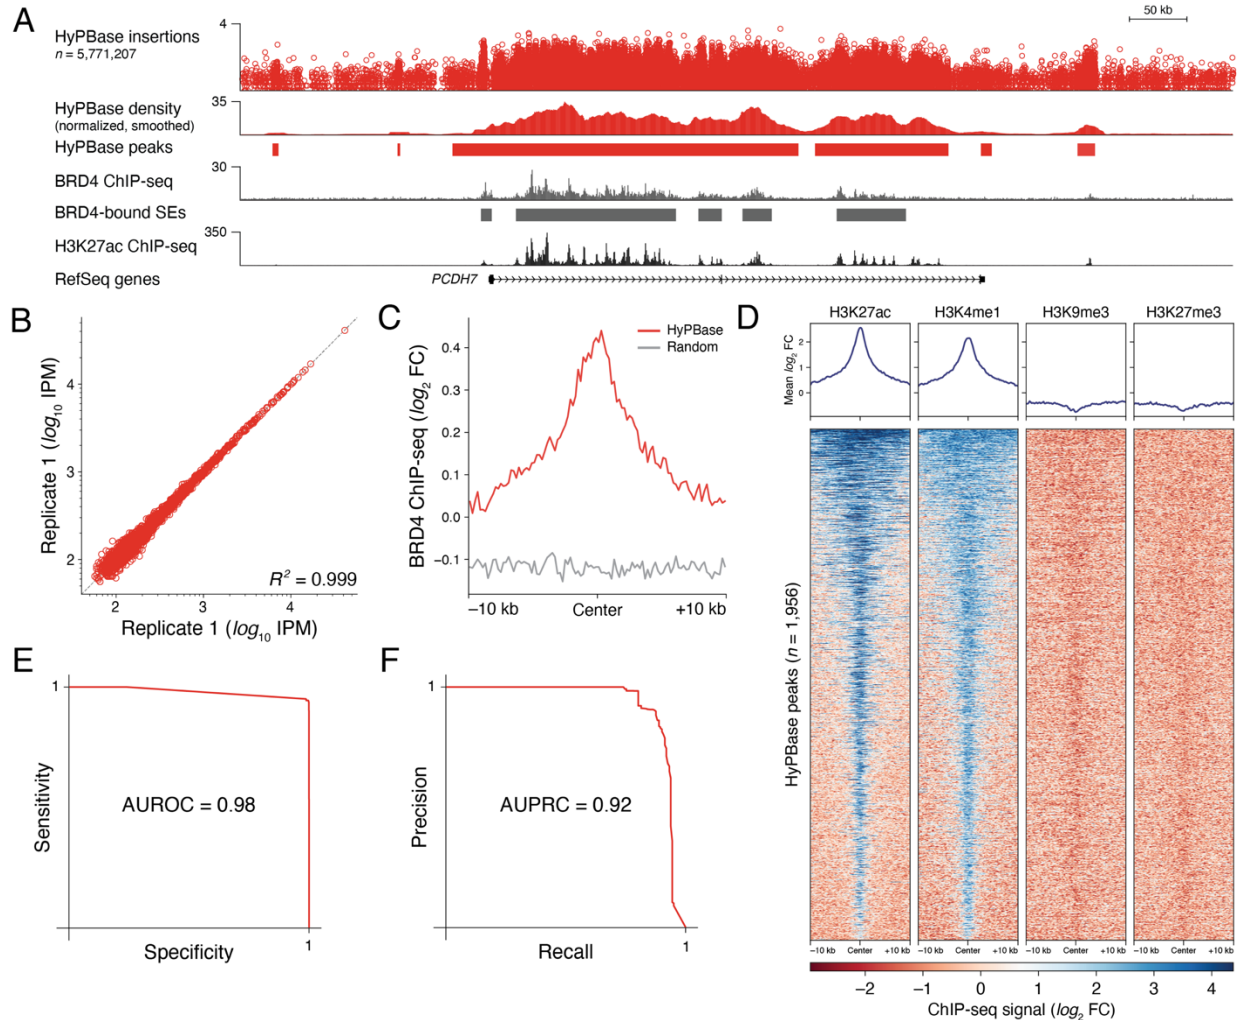 A
50 kb
HyPBase insertions
n = 5,771,207
4
HyPBase density
(normalized, smoothed)
35
HyPBase peaks
BRD4 ChIP-seq
30
BRD4-bound SEs
H3K27ac ChIP-seq
350
RefSeq genes
PCDH7
B
Replicate 1 (log10 IPM)
4
3
2
R2 = 0.999
2 3 4
Replicate 1 (log10 IPM)
C
BRD4 ChIP-seq (log2 FC)
HyPBase
Random
0.4
0.3
0.2
0.1
0.0
−0.1
−10 kb Center +10 kb
D
H3K27ac H3K4me1 H3K9me3 H3K27me3
Mean log2 FC
2
1
0
HyPBase peaks (n = 1,956)
−10 kb Center +10 kb −10 kb Center +10 kb −10 kb Center +10 kb −10 kb Center +10 kb
−2 −1 0 1 2 3 4
ChIP-seq signal (log2 FC)
E
1
Sensitivity
AUROC = 0.98
Specificity
1
F
1
Precision
AUPRC = 0.92
Recall
1